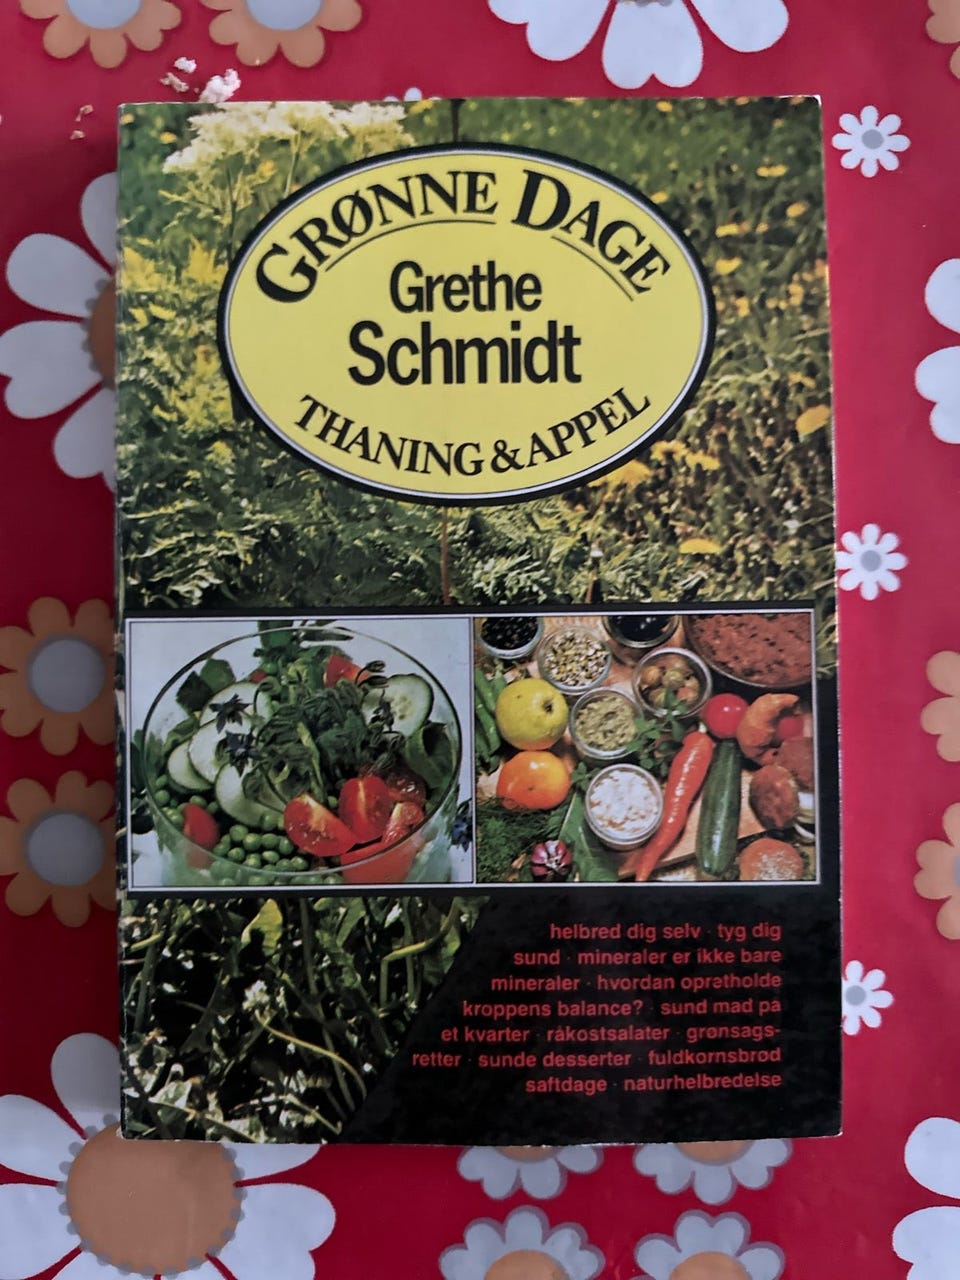 GRØNNE DAGE
Grethe
Schmidt
THANING & APPEL
helbred dig selv · tyg dig
sund · mineraler er ikke bare
mineraler · hvordan opratholde
kroppens balance? · sund mad på
et kvarter · råkostsalater · grønsags-
retter · sunde desserter · fuldkornsbrød
saftdage · naturhelbredelse